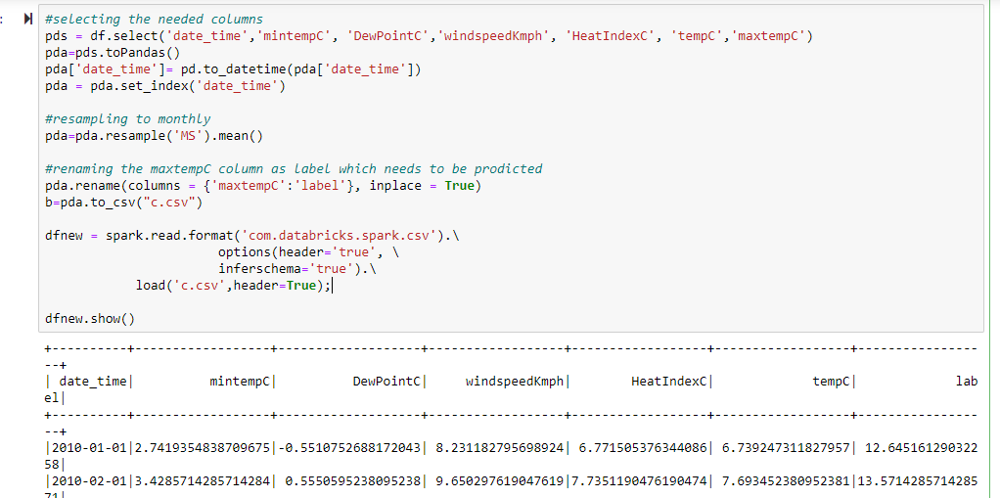 :
#selecting the needed columns
pds = df.select('date_time','mintempC', 'DewPointC','windspeedKmph', 'HeatIndexC', 'tempC','maxtempC')
pda=pds.toPandas()
pda['date_time']= pd.to_datetime(pda['date_time'])
pda = pda.set_index('date_time')
#resampling to monthly
pda=pda.resample('MS').mean()
#renaming the maxtempC column as label which needs to be prodicted
pda.rename(columns = {'maxtempC':'label'}, inplace = True)
b=pda.to_csv("c.csv")
dfnew = spark.read.format('com.databricks.spark.csv').\
options(header='true', \
inferschema='true').\
load('c.csv',header=True);
dfnew.show()
+----------+------------------+-------------------+------------------+------------------+------------------+----------------
--+
| date_time|          mintempC|          DewPointC|     windspeedKmph|        HeatIndexC|             tempC|             lab
el|
+----------+------------------+-------------------+------------------+------------------+------------------+----------------
--+
|2010-01-01|2.7419354838709675|-0.5510752688172043| 8.231182795698924| 6.771505376344086| 6.739247311827957| 12.645161290322
58|
|2010-02-01|3.4285714285714284| 0.5550595238095238| 9.650297619047619|7.7351190476190474| 7.693452380952381|13.5714285714285
71|